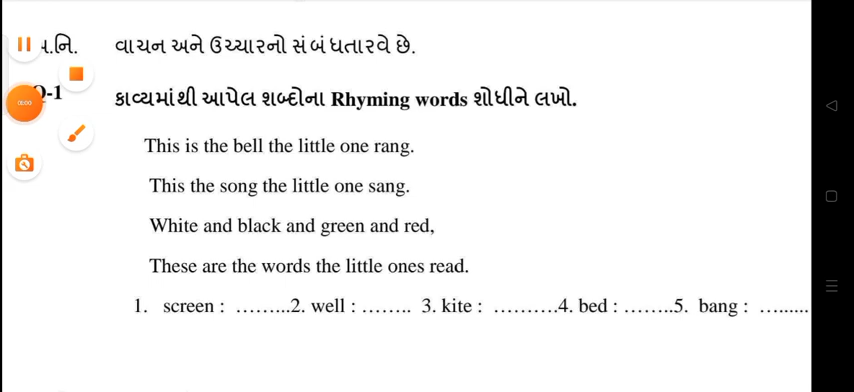 અ.નિ. વાચન અને ઉચ્ચારનો સંબંધતારવે છે.
Q-1 કાવ્યમાંથી આપેલ શબ્દોના Rhyming words શોધીને લખો.
This is the bell the little one rang.
This the song the little one sang.
White and black and green and red,
These are the words the little ones read.
1. screen : ……...2. well : …….. 3. kite : ……….4. bed : ……..5. bang : ….......
00:00